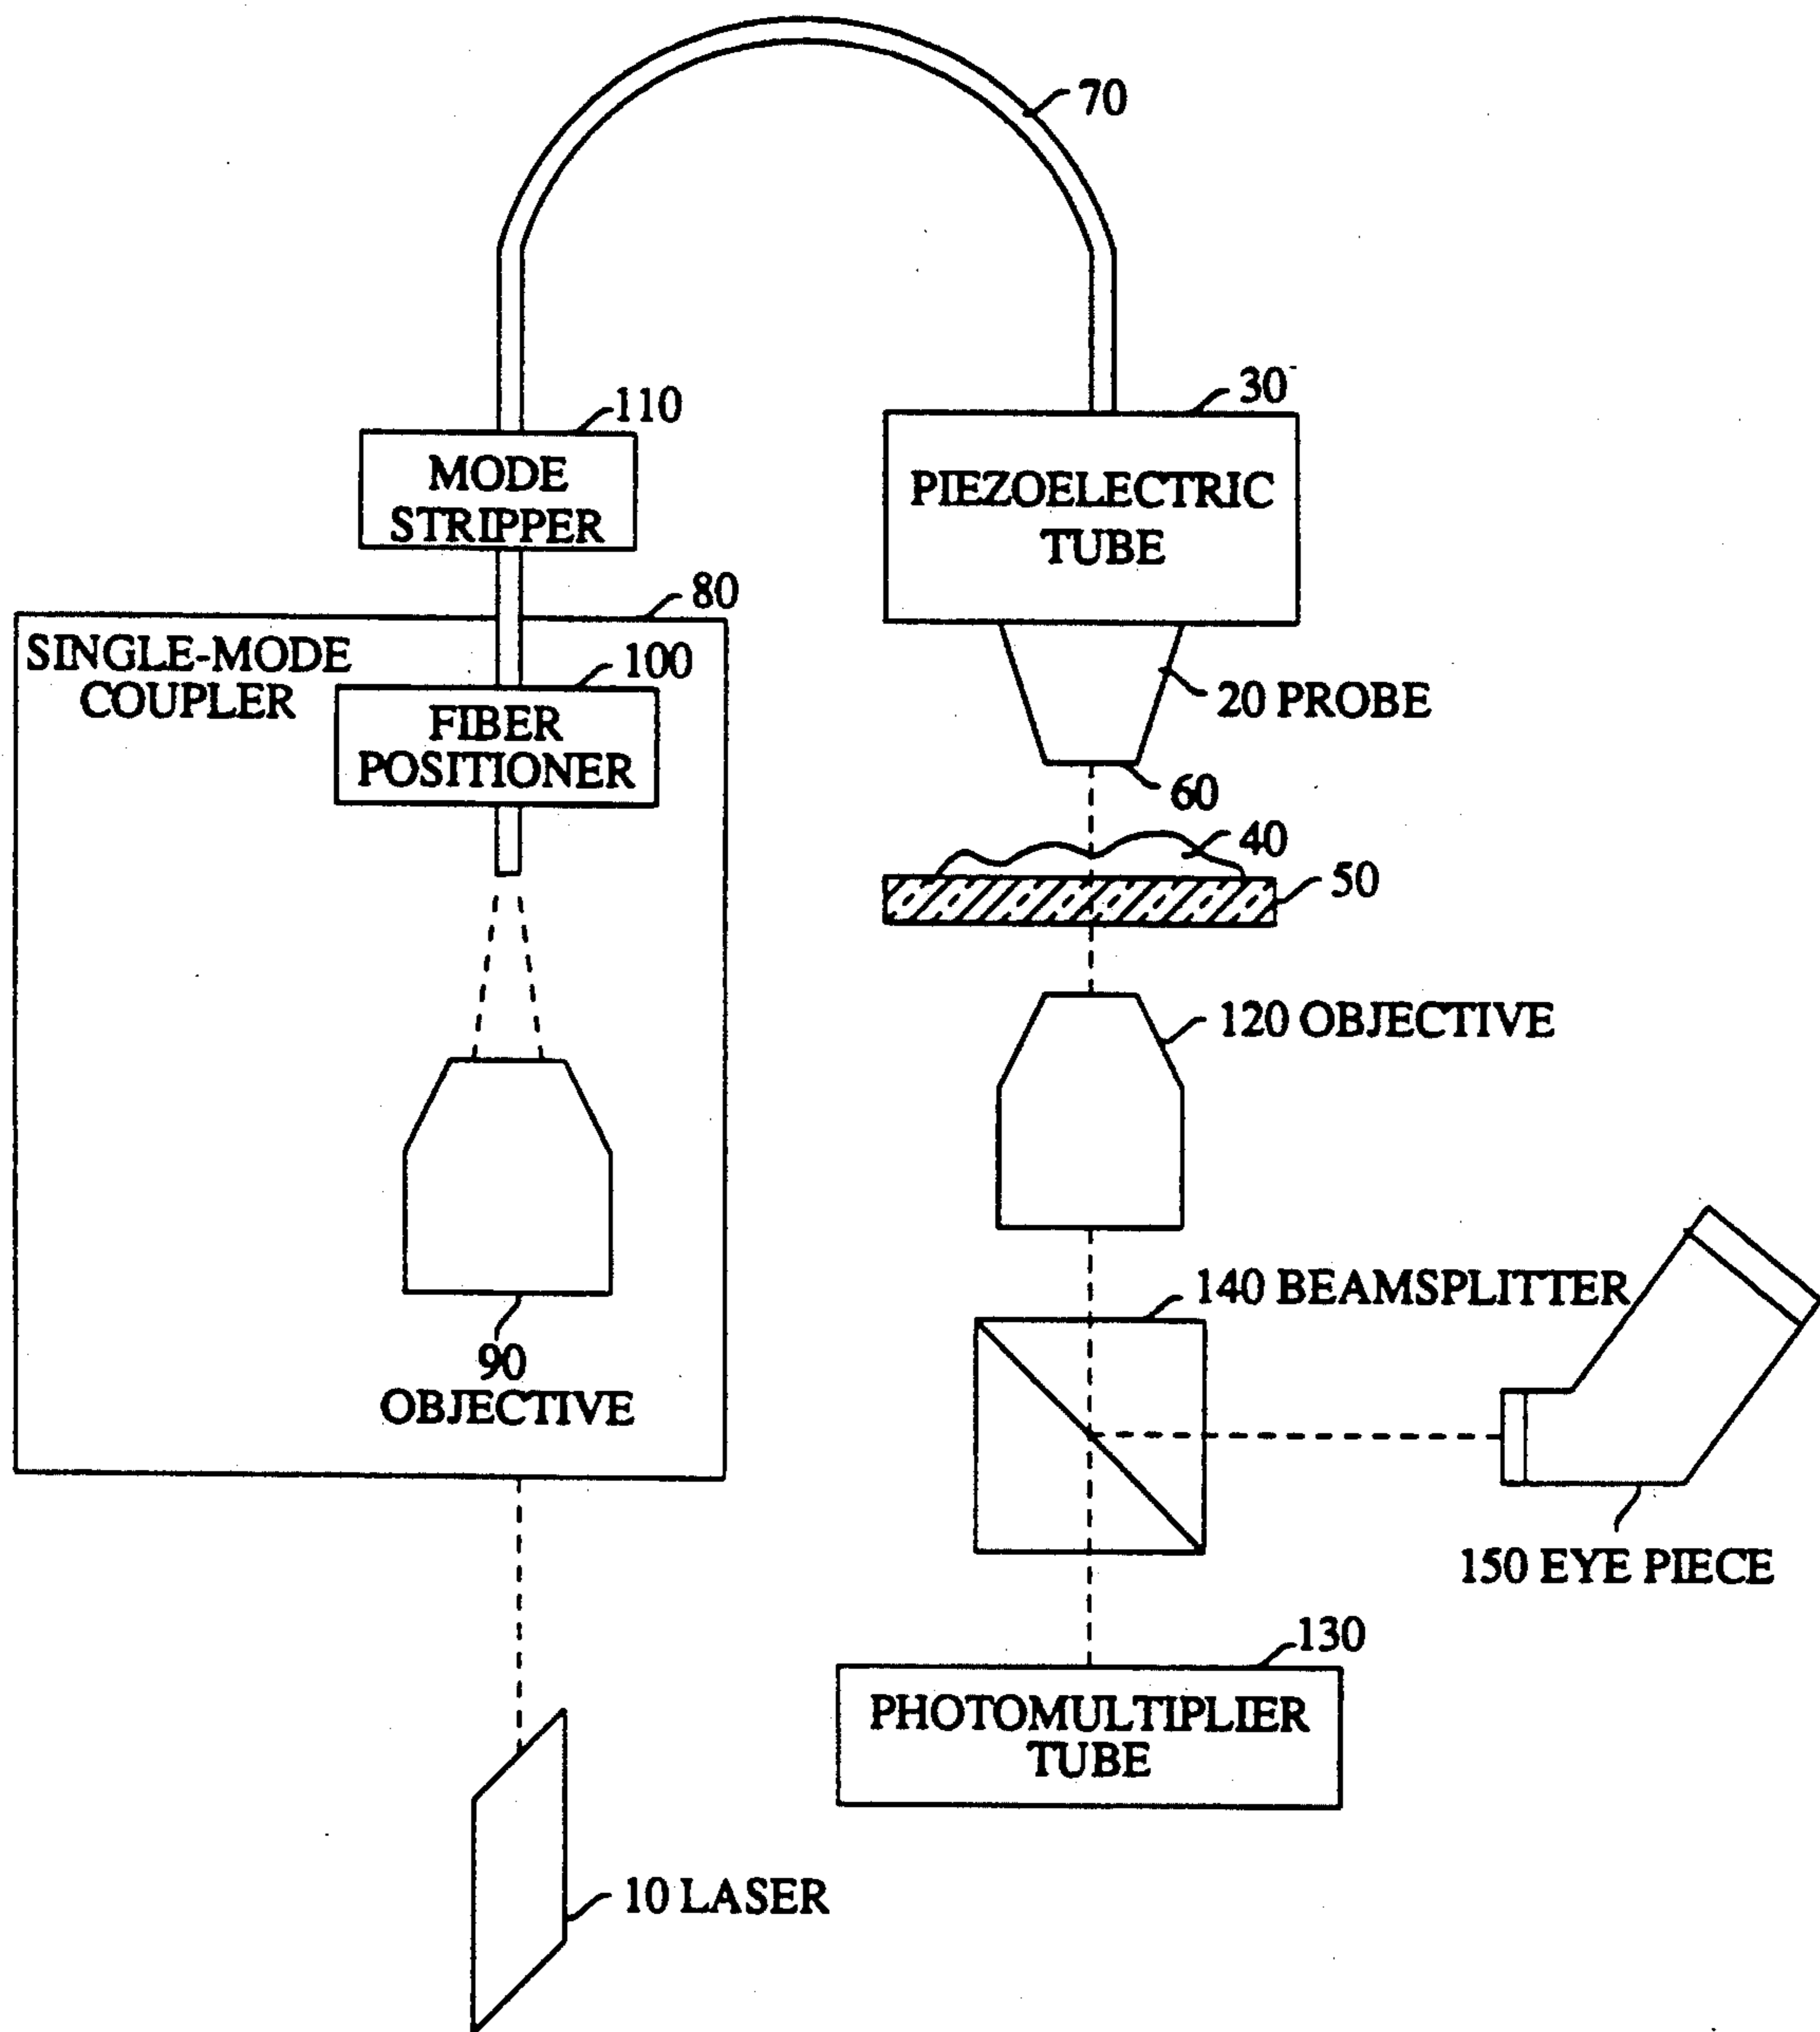 70
30
110
PIEZOELECTRIC
TUBE
MODE
STRIPPER
80
SINGLE-MODE
COUPLER
100
FIBER
POSITIONER
20 PROBE
60
40
50
120 OBJECTIVE
90
OBJECTIVE
140 BEAMSPLITTER
150 EYE PIECE
130
PHOTOMULTIPLIER
TUBE
10 LASER